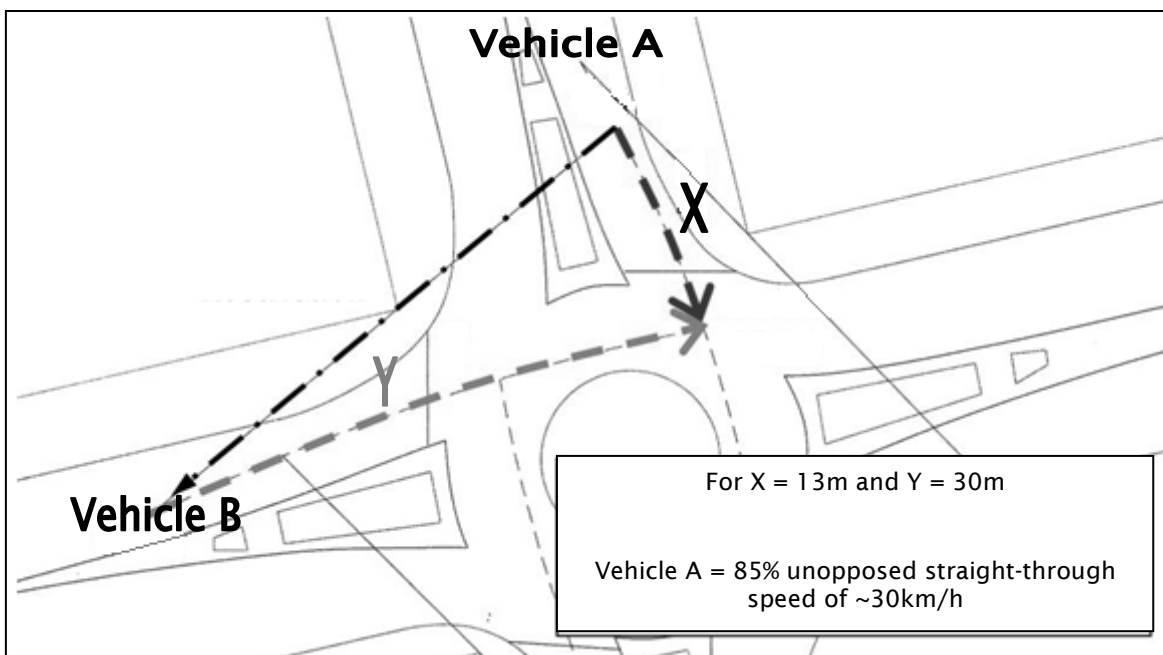 Vehicle A
X
Y
Vehicle B
For X = 13m and Y = 30m
Vehicle A = 85% unopposed straight-through
speed of ~30km/h